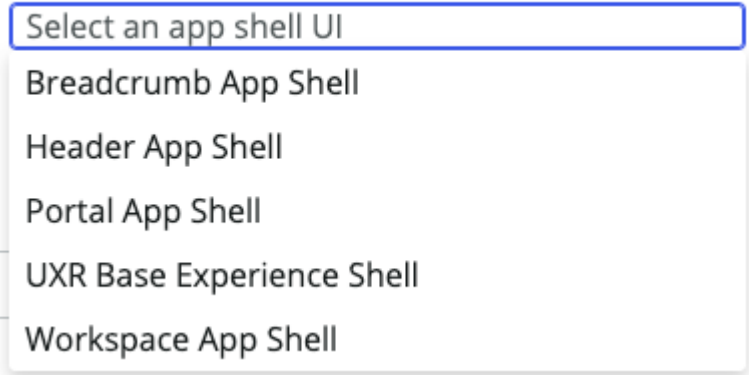 Select an app shell UI
Breadcrumb App Shell
Header App Shell
Portal App Shell
UXR Base Experience Shell
Workspace App Shell